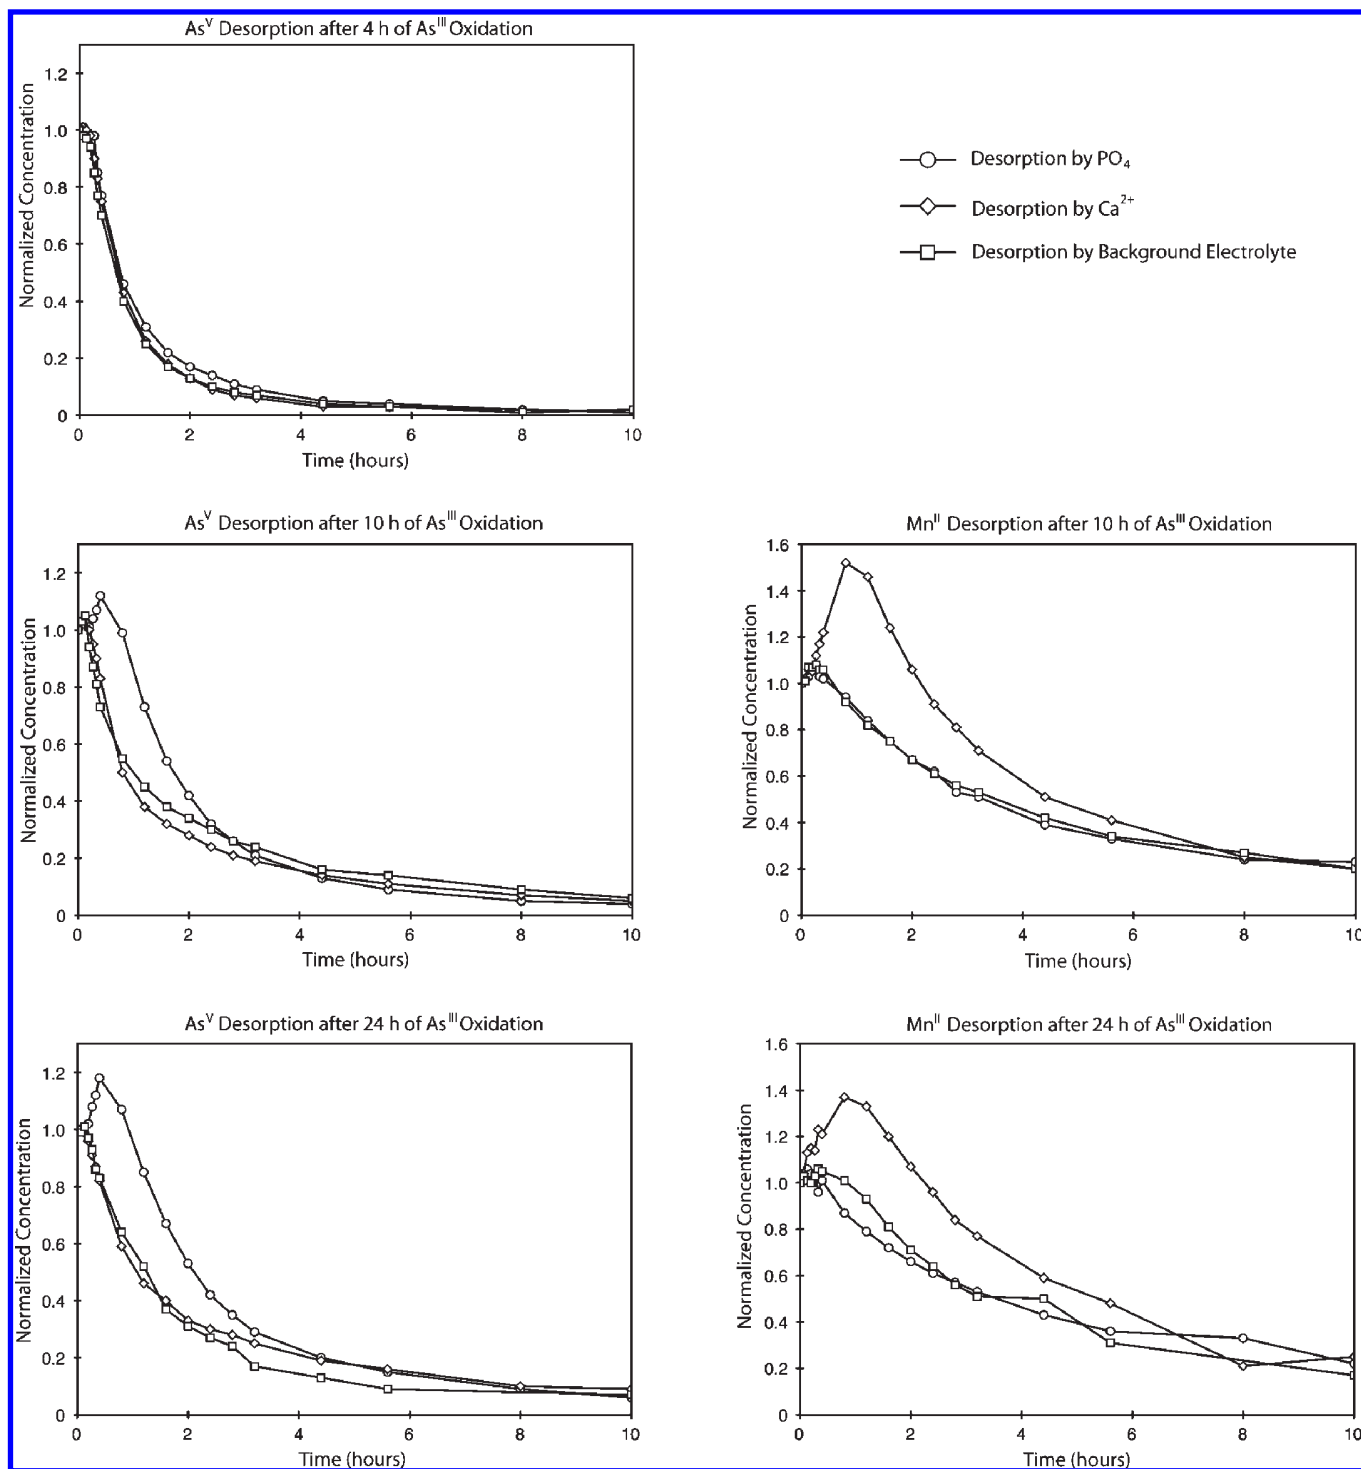 As^V Desorption after 4 h of As^III Oxidation
1.2
1.0
0.8
0.6
0.4
0.2
0
Normalized Concentration
0 2 4 6 8 10
Time (hours)
Desorption by PO₄
Desorption by Ca²⁺
Desorption by Background Electrolyte
As^V Desorption after 10 h of As^III Oxidation
1.2
1.0
0.8
0.6
0.4
0.2
0
Normalized Concentration
0 2 4 6 8 10
Time (hours)
Mn^II Desorption after 10 h of As^III Oxidation
1.6
1.4
1.2
1.0
0.8
0.6
0.4
0.2
0
Normalized Concentration
0 2 4 6 8 10
Time (hours)
As^V Desorption after 24 h of As^III Oxidation
1.2
1.0
0.8
0.6
0.4
0.2
0
Normalized Concentration
0 2 4 6 8 10
Time (hours)
Mn^II Desorption after 24 h of As^III Oxidation
1.6
1.4
1.2
1.0
0.8
0.6
0.4
0.2
0
Normalized Concentration
0 2 4 6 8 10
Time (hours)